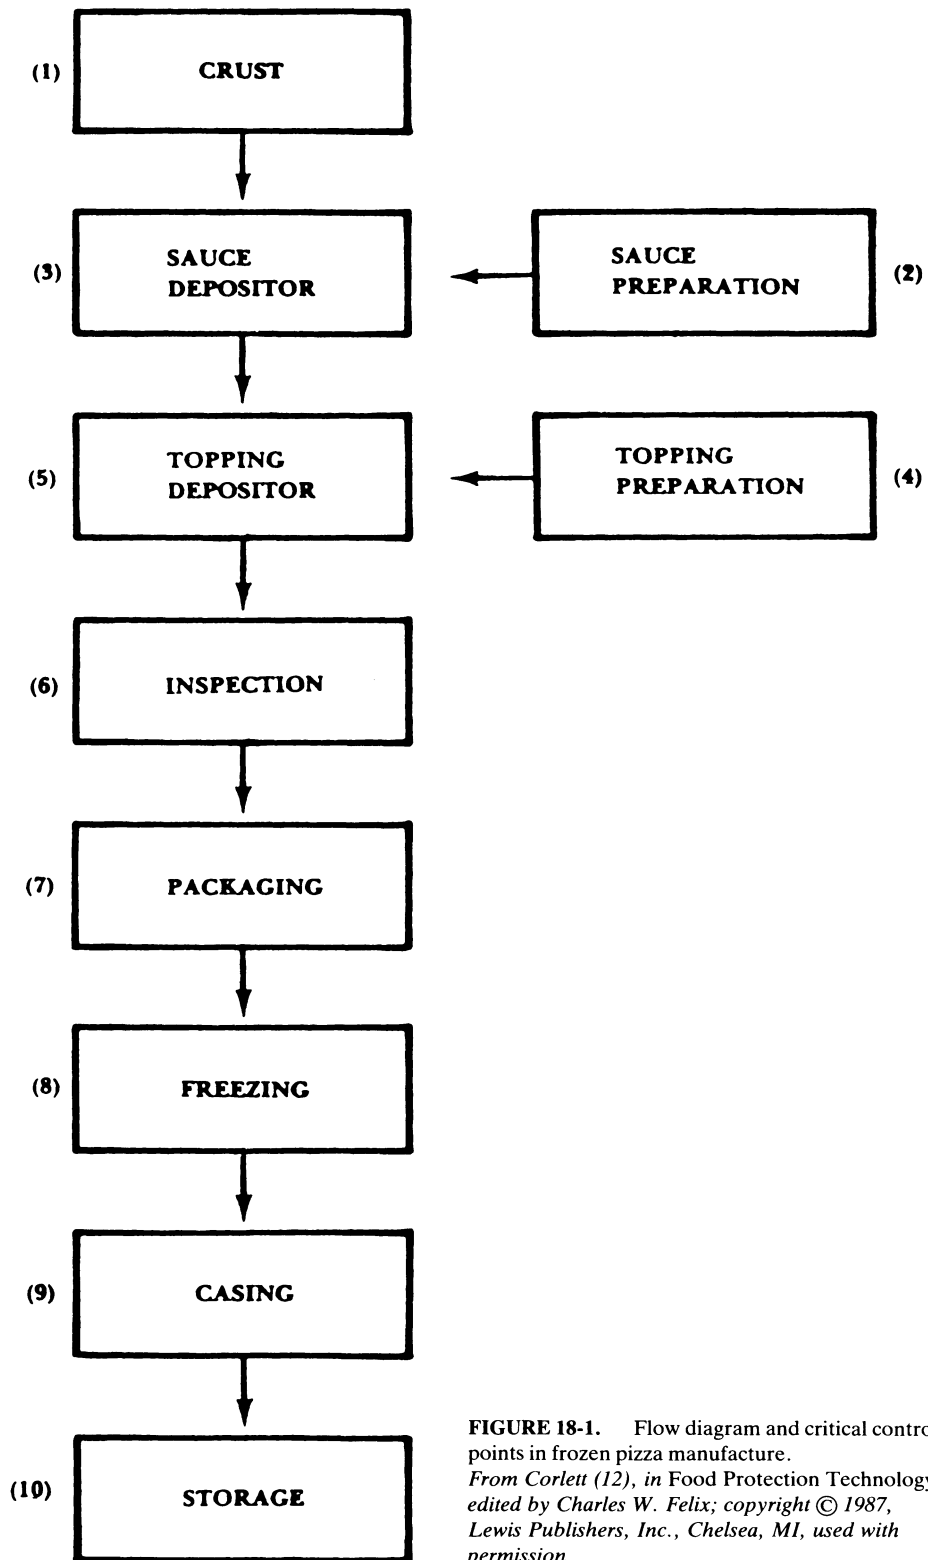 (1)
CRUST
(3)
SAUCE
DEPOSITOR
SAUCE
PREPARATION
(2)
(5)
TOPPING
DEPOSITOR
TOPPING
PREPARATION
(4)
(6)
INSPECTION
(7)
PACKAGING
(8)
FREEZING
(9)
CASING
(10)
STORAGE
FIGURE 18-1. Flow diagram and critical contro
points in frozen pizza manufacture.
From Corlett (12), in Food Protection Technology
edited by Charles W. Felix; copyright © 1987,
Lewis Publishers, Inc., Chelsea, MI, used with
permission